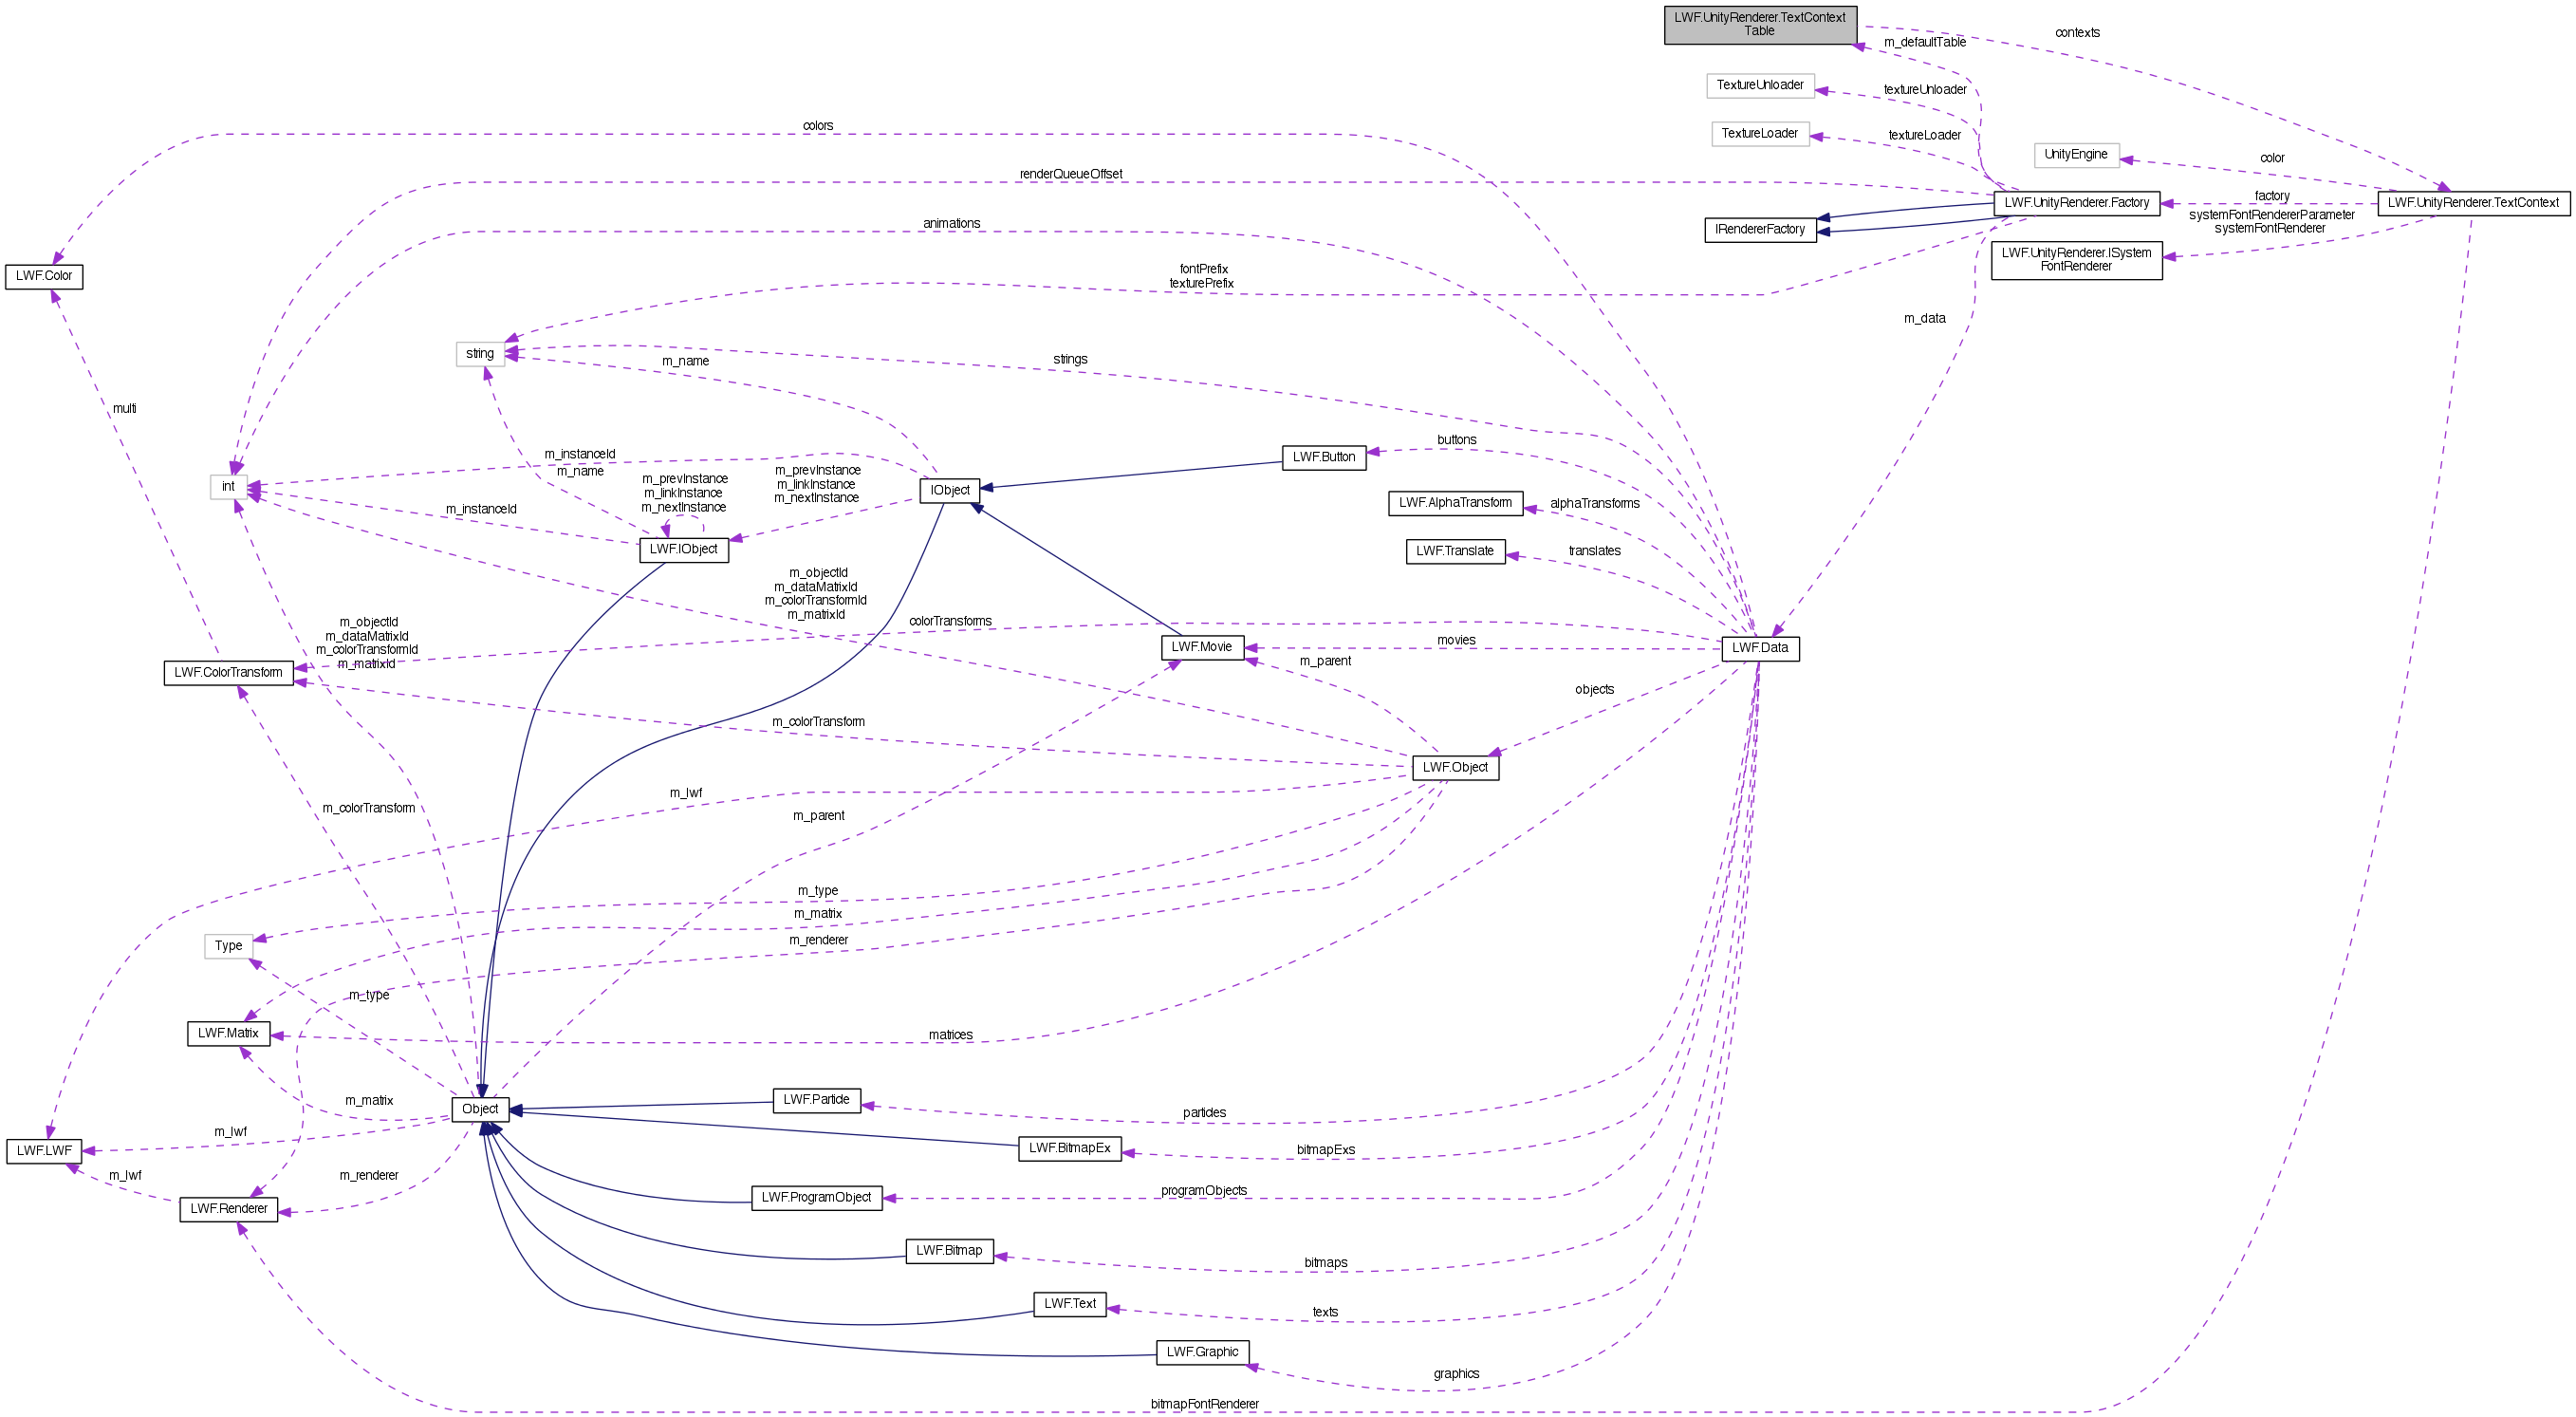 LWF.UnityRenderer.TextContext
Table
contexts
m_defaultTable
TextureUnloader
textureUnloader
colors
TextureLoader
textureLoader
UnityEngine
color
renderQueueOffset
LWF.UnityRenderer.Factory
factory
LWF.UnityRenderer.TextContext
animations
IRendererFactory
systemFontRendererParameter
systemFontRenderer
LWF.UnityRenderer.ISystem
FontRenderer
LWF.Color
fontPrefix
texturePrefix
m_data
string
m_name
strings
multi
buttons
LWF.Button
m_instanceId
m_name
m_prevInstance
m_linkInstance
m_nextInstance
m_prevInstance
m_linkInstance
m_nextInstance
int
IObject
LWF.AlphaTransform
alphaTransforms
m_instanceId
LWF.IObject
LWF.Translate
translates
m_objectId
m_dataMatrixId
m_colorTransformId
m_matrixId
m_objectId
m_dataMatrixId
m_colorTransformId
m_matrixId
colorTransforms
LWF.Movie
movies
LWF.Data
m_parent
LWF.ColorTransform
objects
m_colorTransform
LWF.Object
m_lwf
m_colorTransform
m_parent
m_type
m_matrix
m_renderer
Type
m_type
LWF.Matrix
matrices
m_matrix
Object
LWF.Particle
particles
m_lwf
LWF.LWF
LWF.BitmapEx
bitmapExs
m_lwf
m_renderer
LWF.ProgramObject
programObjects
LWF.Renderer
LWF.Bitmap
bitmaps
LWF.Text
texts
LWF.Graphic
graphics
bitmapFontRenderer